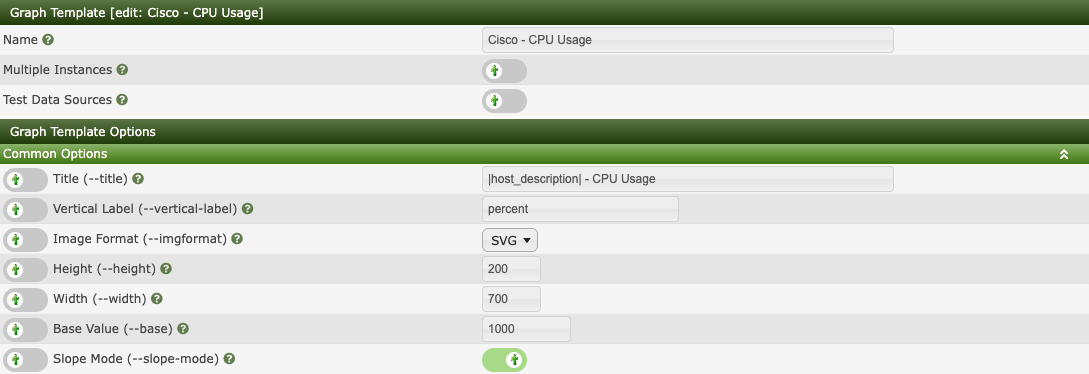 Graph Template [edit: Cisco - CPU Usage]
Name ? Cisco - CPU Usage
Multiple Instances ?
Test Data Sources ?
Graph Template Options
Common Options
Title (--title) ? |host_description| - CPU Usage
Vertical Label (--vertical-label) ? percent
Image Format (--imgformat) ? SVG
Height (--height) ? 200
Width (--width) ? 700
Base Value (--base) ? 1000
Slope Mode (--slope-mode) ?